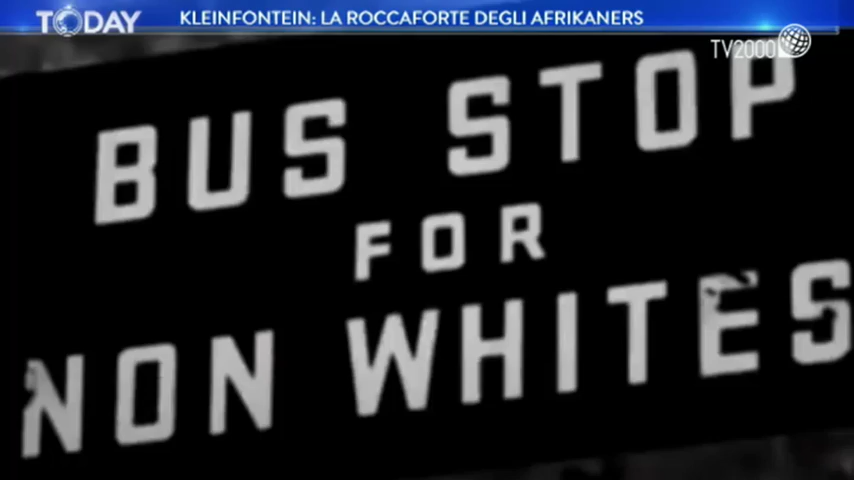 TODAY
KLEINFONTEIN: LA ROCCAFORTE DEGLI AFRIKANERS
TV2000
BUS STOP
FOR
NON WHITES